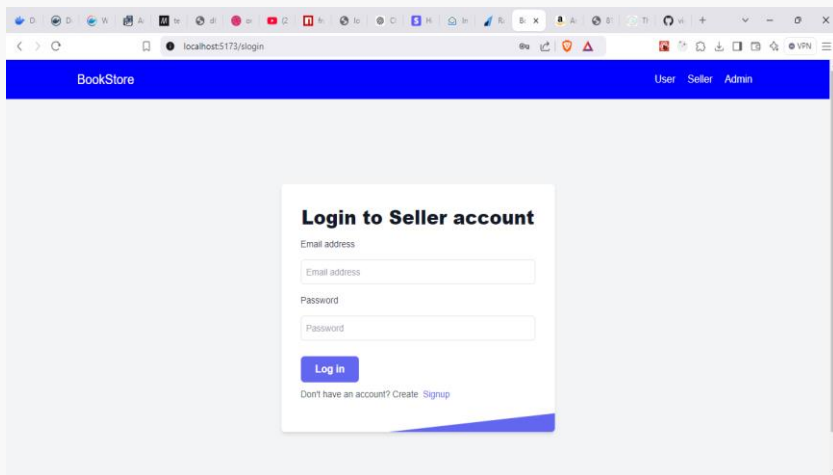 localhost:5173/slogin
VPN
BookStore
User Seller Admin
Login to Seller account
Email address
Email address
Password
Password
Log in
Don't have an account? Create Signup